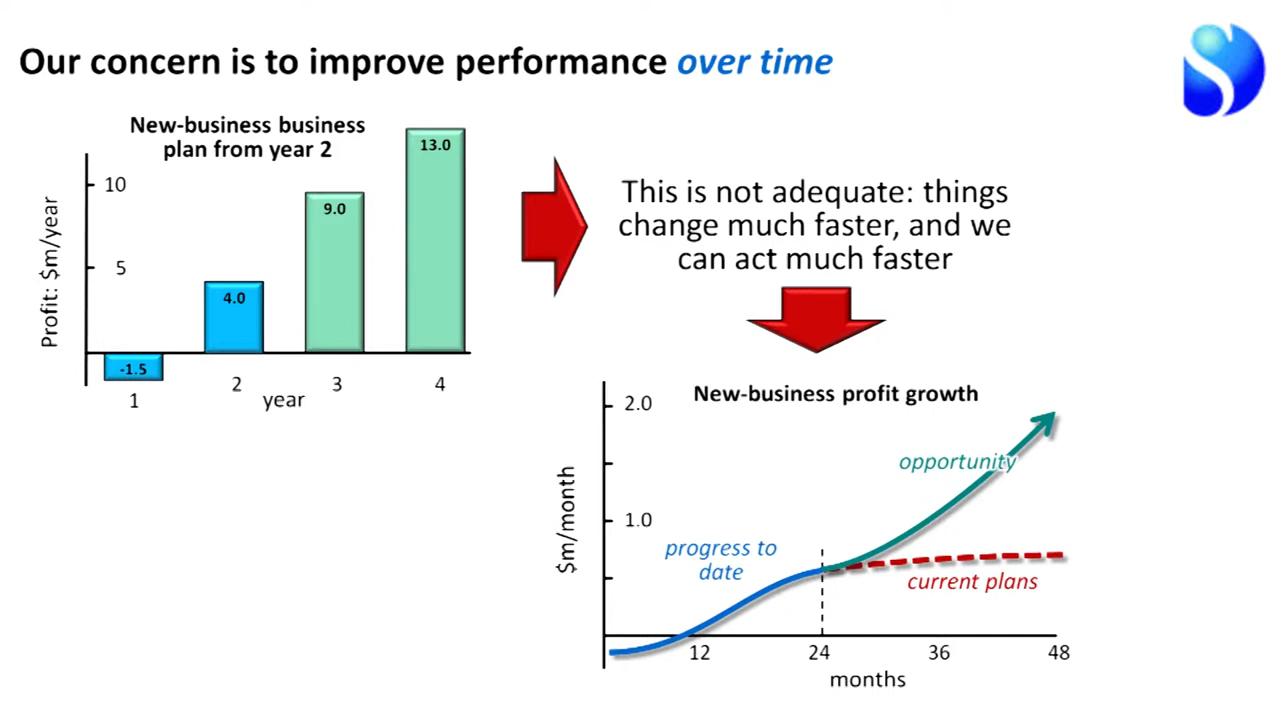 Our concern is to improve performance over time
New-business business
plan from year 2
Profit: $m/year
10
5
-1.5
4.0
9.0
13.0
1
2
3
4
year
This is not adequate: things
change much faster, and we
can act much faster
New-business profit growth
$m/month
2.0
1.0
opportunity
progress to
date
current plans
12
24
36
48
months